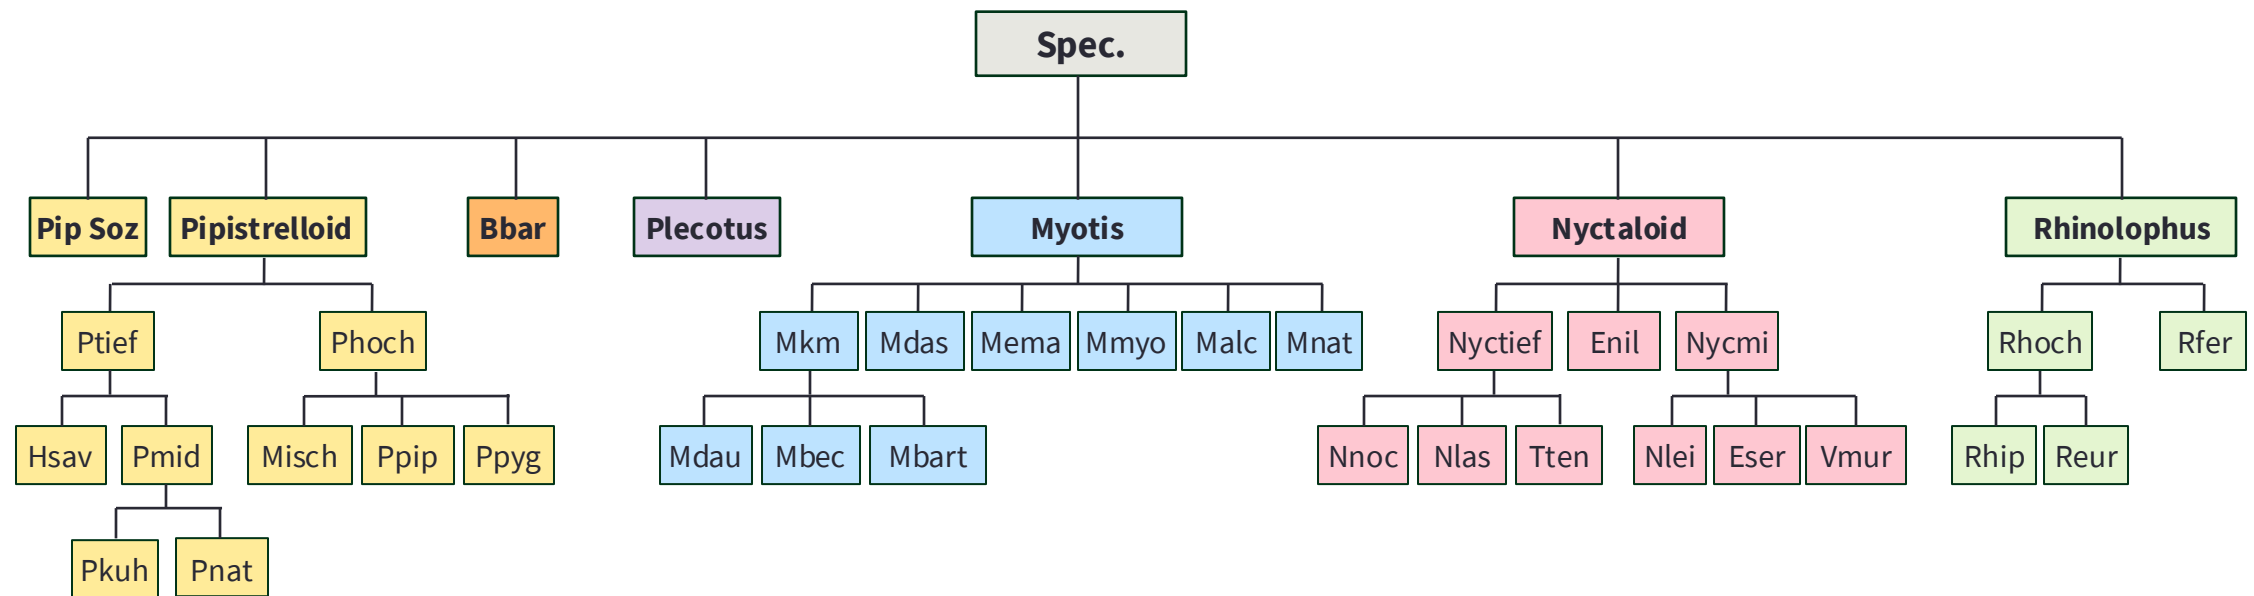 Spec.
Pip Soz
Pipistrelloid
Bbar
Plecotus
Myotis
Nyctaloid
Rhinolophus
Ptief
Phoch
Mkm
Mdas
Mema
Mmyo
Malc
Mnat
Nyctief
Enil
Nycmi
Rhoch
Rfer
Hsav
Pmid
Misch
Ppip
Ppyg
Mdau
Mbec
Mbart
Nnoc
Nlas
Tten
Nlei
Eser
Vmur
Rhip
Reur
Pkuh
Pnat